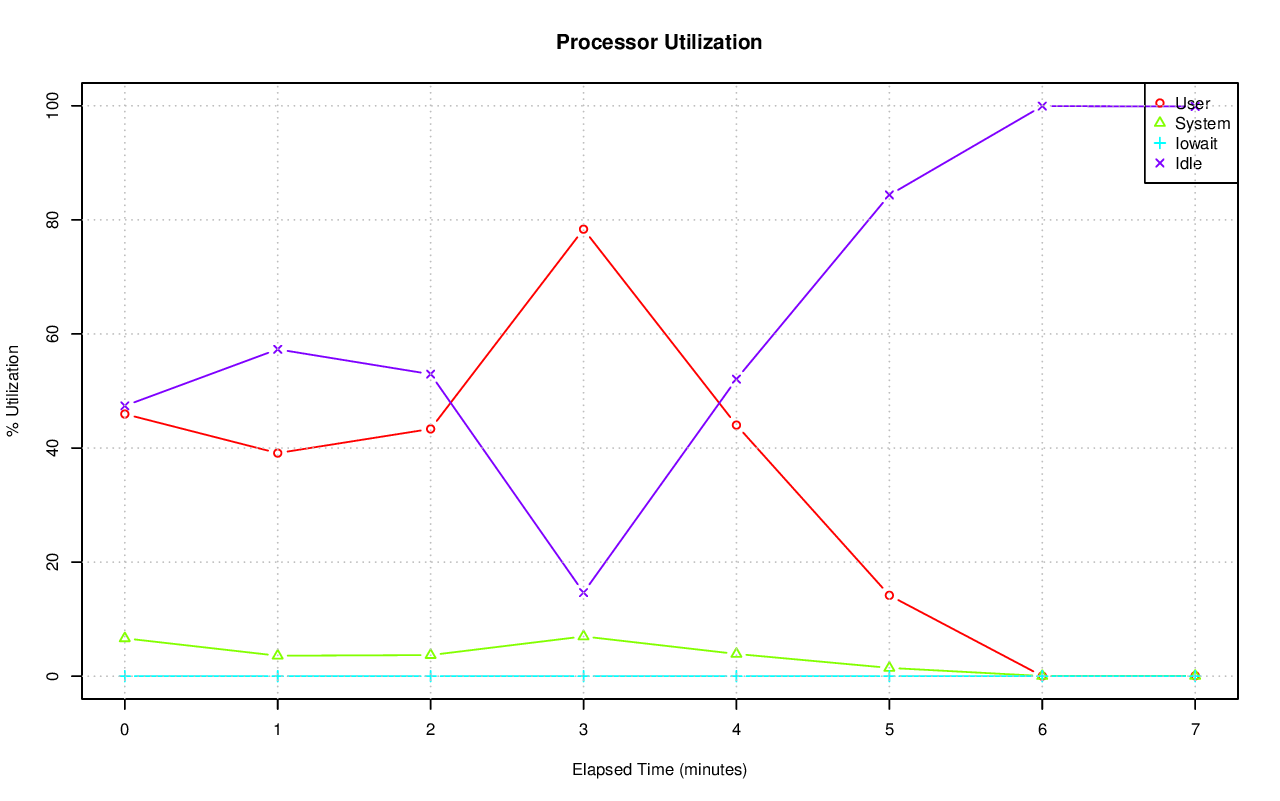 Processor Utilization
% Utilization
100
80
60
40
20
0
User
System
Iowait
Idle
0 1 2 3 4 5 6 7
Elapsed Time (minutes)